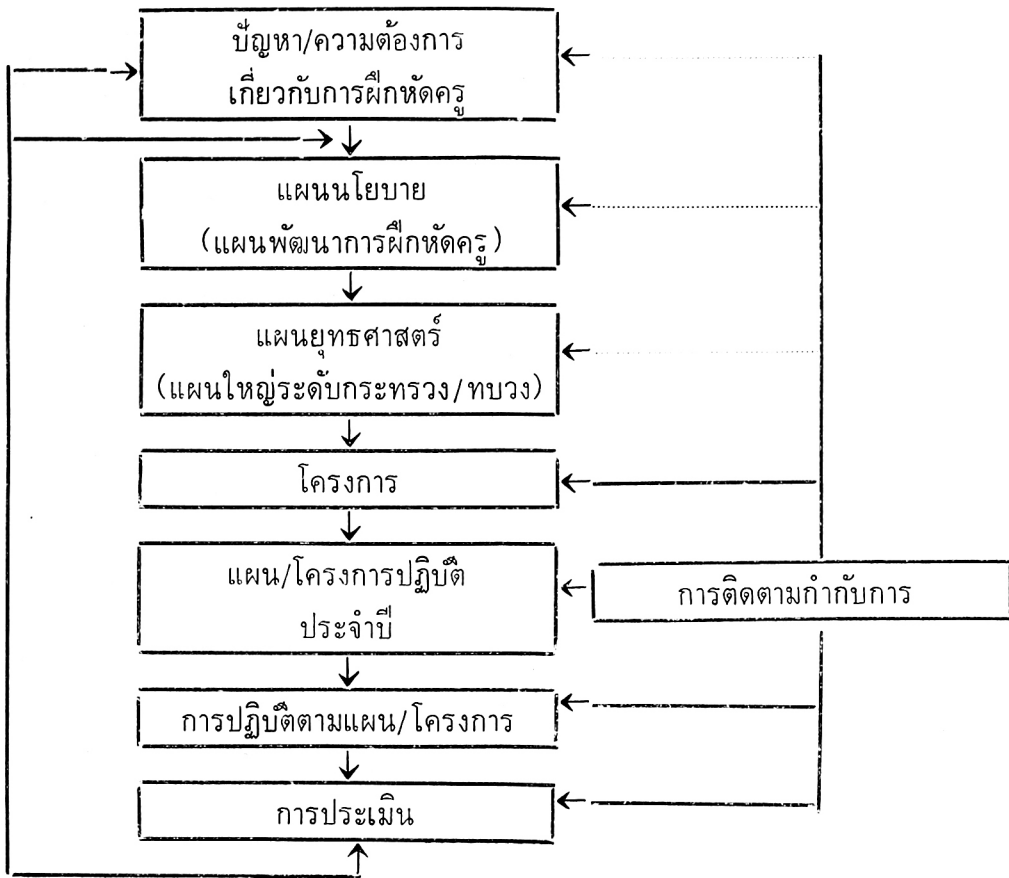 ปัญหา/ความต้องการ
เกี่ยวกับการฝึกหัดครู
แผนนโยบาย
(แผนพัฒนาการฝึกหัดครู)
แผนยุทธศาสตร์
(แผนใหญ่ระดับกระทรวง/ทบวง)
โครงการ
แผน/โครงการปฏิบัติ
ประจำปี
การติดตามกำกับการ
การปฏิบัติตามแผน/โครงการ
การประเมิน